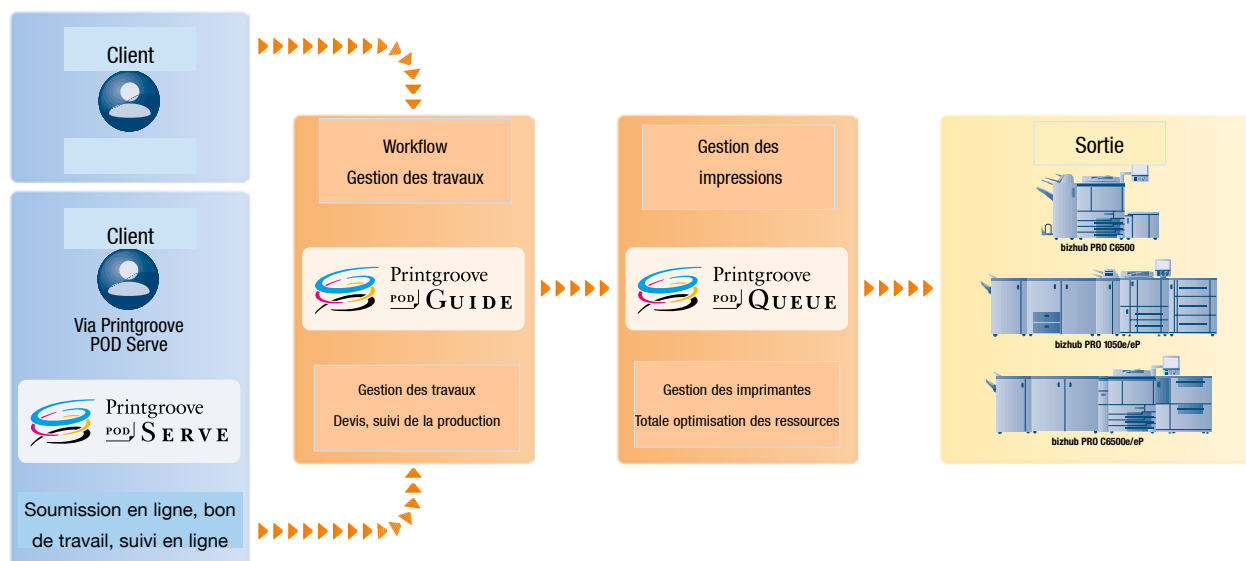 Client
Client
Via Printgroove
POD Serve
Printgroove
POD SERVE
Soumission en ligne, bon
de travail, suivi en ligne
Workflow
Gestion des travaux
Printgroove
POD GUIDE
Gestion des travaux
Devis, suivi de la production
Gestion des
impressions
Printgroove
POD QUEUE
Gestion des imprimantes
Totale optimisation des ressources
Sortie
bizhub PRO C6500
bizhub PRO 1050e/eP
bizhub PRO C6500e/eP